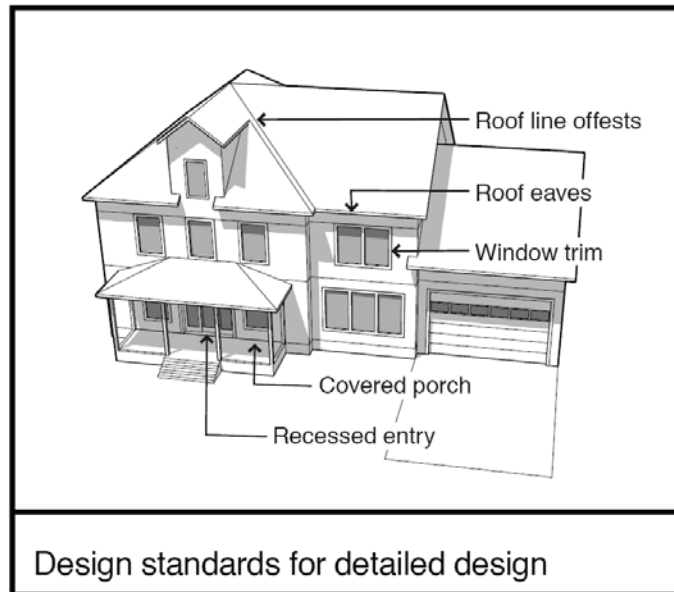 Roof line offests
Roof eaves
Window trim
Covered porch
Recessed entry
Design standards for detailed design